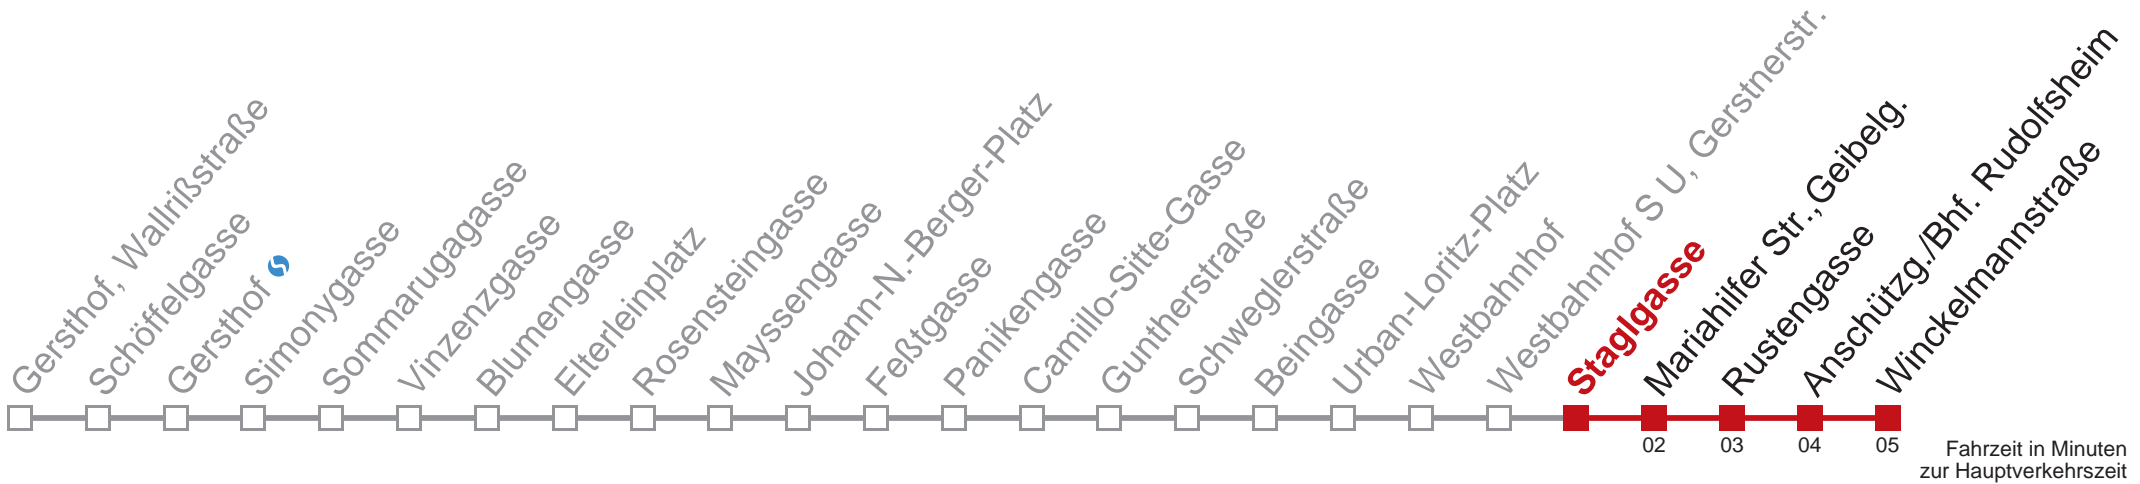 Gersthof, Wallrißstraße
Schöffelgasse
Gersthof
Simonygasse
Sommarugagasse
Vinzenzgasse
Blumengasse
Elterleinplatz
Rosensteingasse
Mayssengasse
Johann-N.-Berger-Platz
Feßtgasse
Panikengasse
Camillo-Sitte-Gasse
Guntherstraße
Schweglerstraße
Beingasse
Urban-Loritz-Platz
Westbahnhof
Westbahnhof S U, Gerstnerstr.
Staglgasse
Mariahilfer Str., Geibelg.
Rustengasse
Anschützg./Bhf. Rudolfsheim
Winckelmannstraße
02 03 04 05
Fahrzeit in Minuten
zur Hauptverkehrszeit